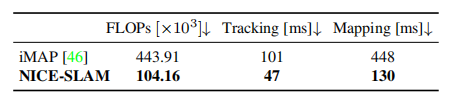 FLOPs [×10³]↓ Tracking [ms]↓ Mapping [ms]↓
iMAP [46] 443.91 101 448
NICE-SLAM 104.16 47 130